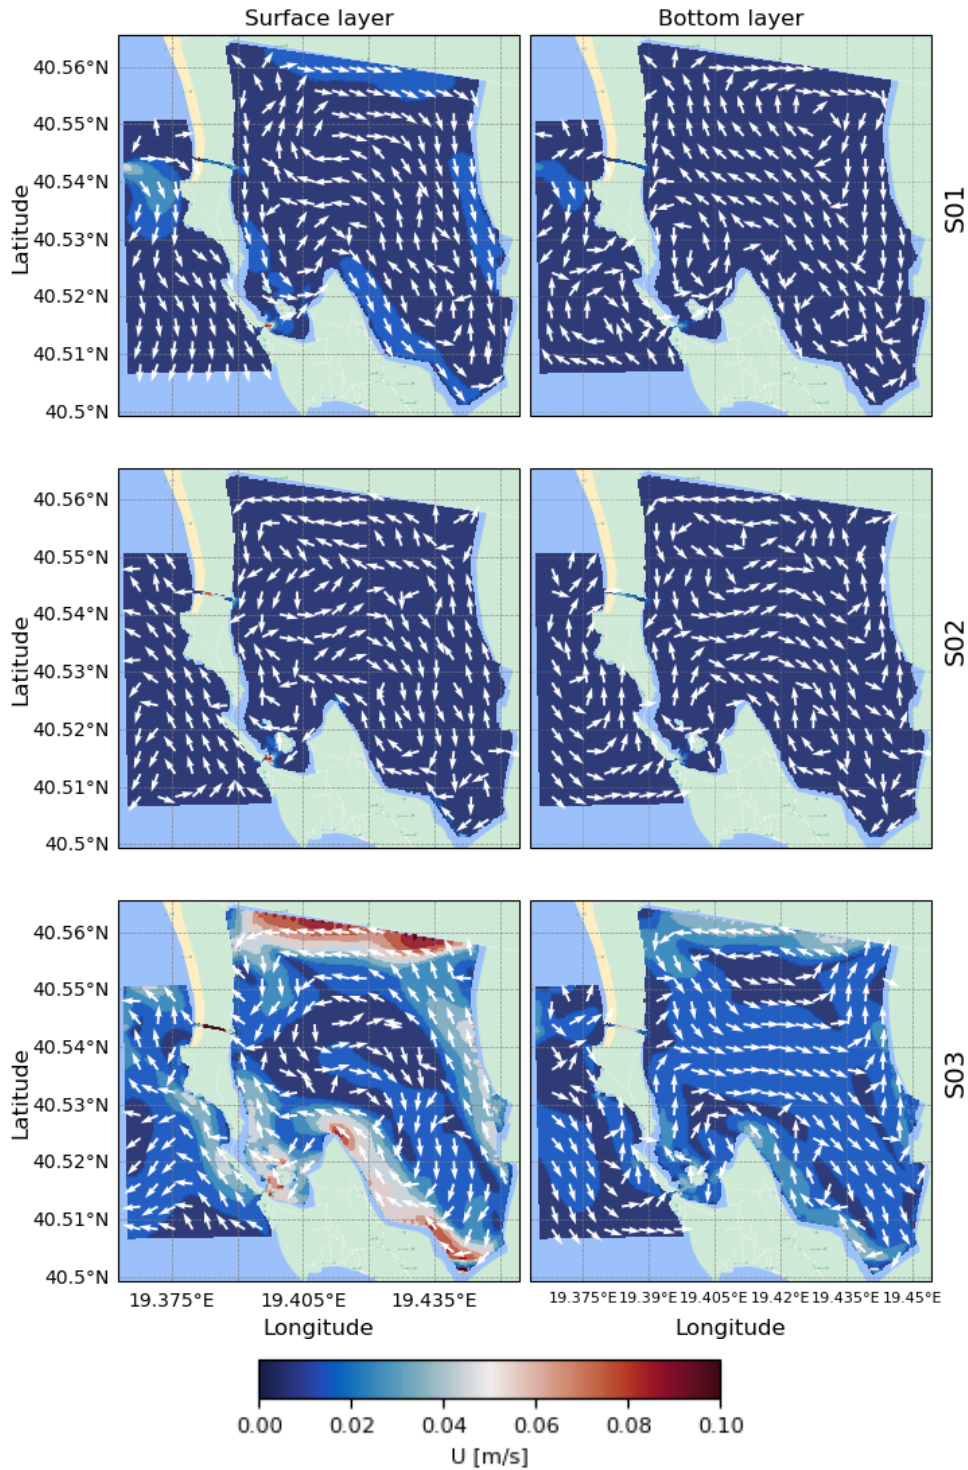 Surface layer Bottom layer
40.56°N
40.55°N
40.54°N
40.53°N
40.52°N
40.51°N
40.5°N
Latitude
S01
40.56°N
40.55°N
40.54°N
40.53°N
40.52°N
40.51°N
40.5°N
Latitude
S02
40.56°N
40.55°N
40.54°N
40.53°N
40.52°N
40.51°N
40.5°N
Latitude
S03
19.375°E 19.405°E 19.435°E 19.375°E 19.39°E 19.405°E 19.42°E 19.435°E 19.45°E
Longitude Longitude
0.00 0.02 0.04 0.06 0.08 0.10
U [m/s]